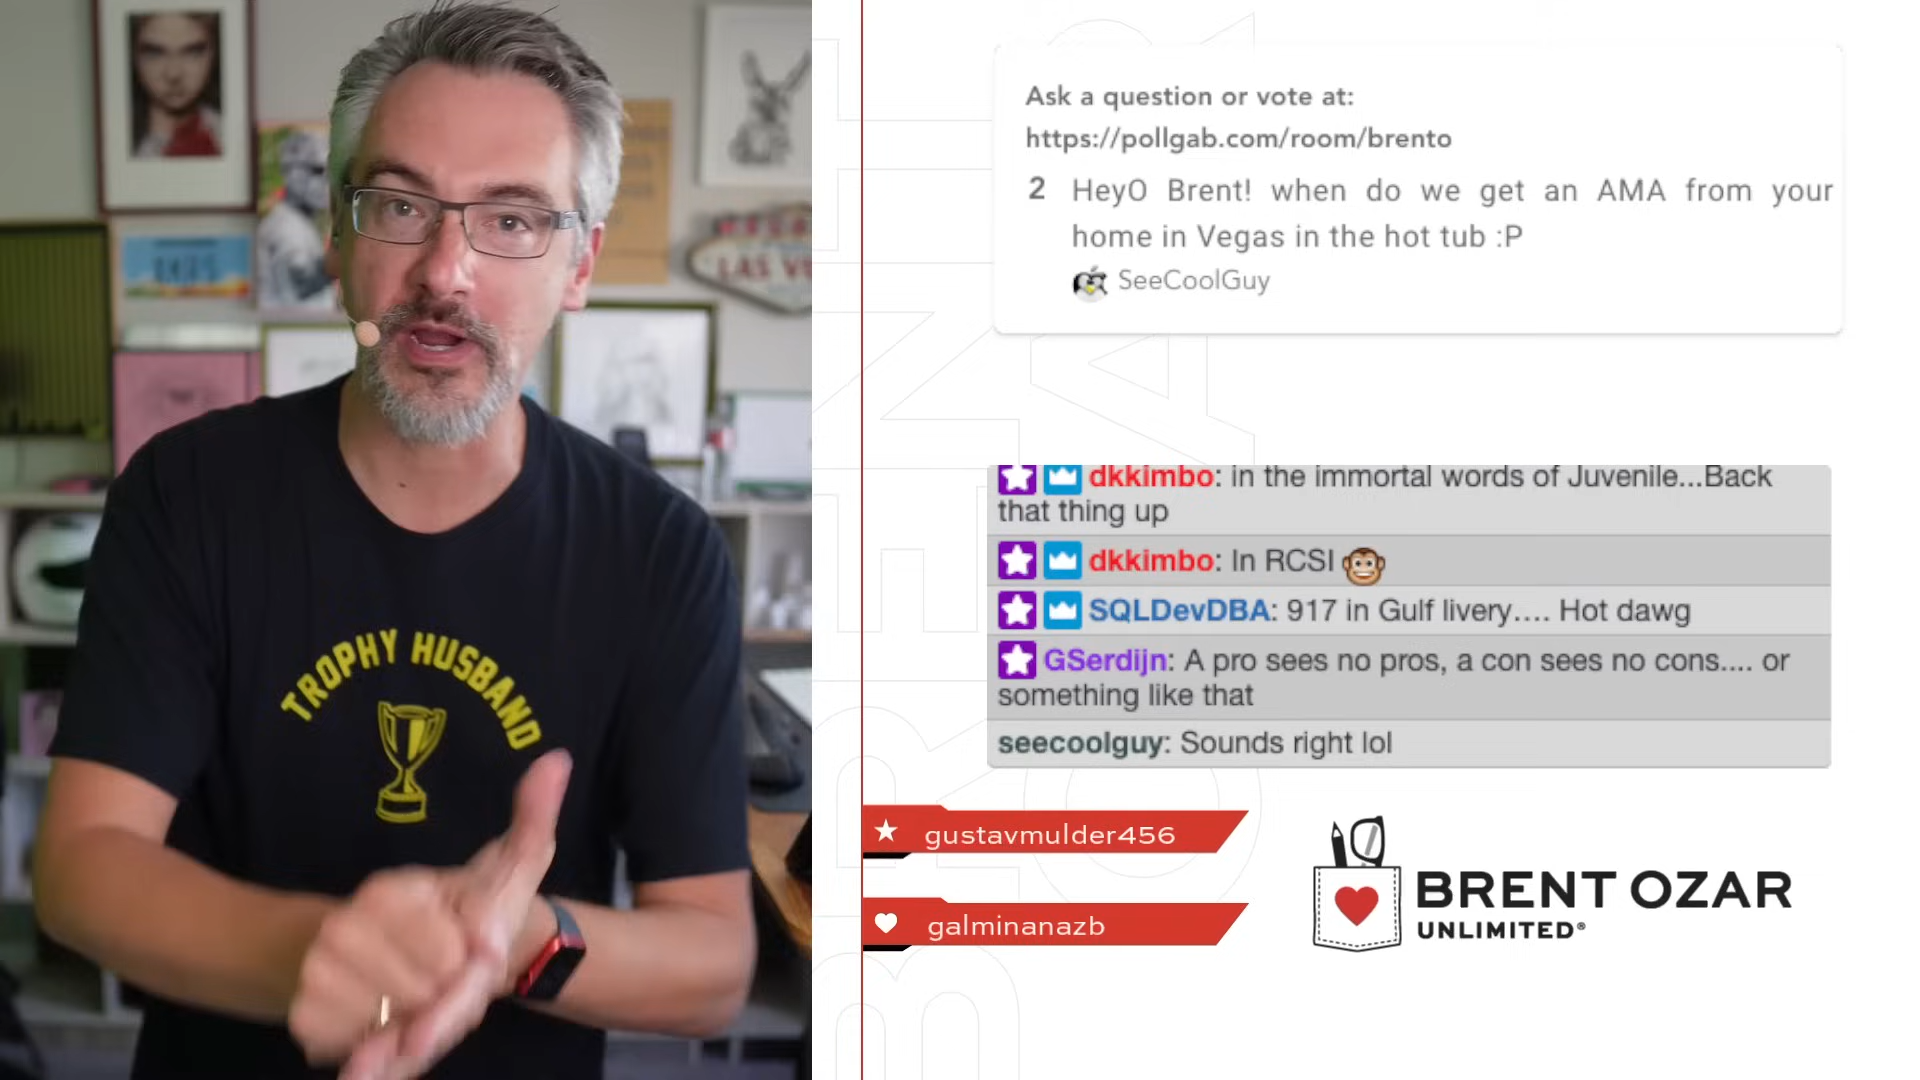 LAS VE
TROPHY HUSBAND
Ask a question or vote at:
https://pollgab.com/room/brento
2 HeyO Brent! when do we get an AMA from your
home in Vegas in the hot tub :P
SeeCoolGuy
dkkimbo: in the immortal words of Juvenile...Back
that thing up
dkkimbo: In RCSI
SQLDevDBA: 917 in Gulf livery.... Hot dawg
GSerdijn: A pro sees no pros, a con sees no cons.... or
something like that
seecoolguy: Sounds right lol
gustavmulder456
galminanazb
BRENT OZAR
UNLIMITED®